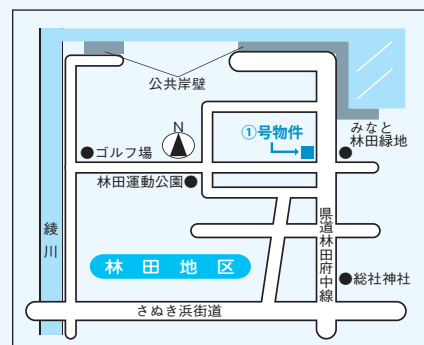 公共岸壁
N
①号物件
みなと
林田緑地
●ゴルフ場
林田運動公園●
綾川
林田地区
県道林田府中線
●総社神社
さぬき浜街道